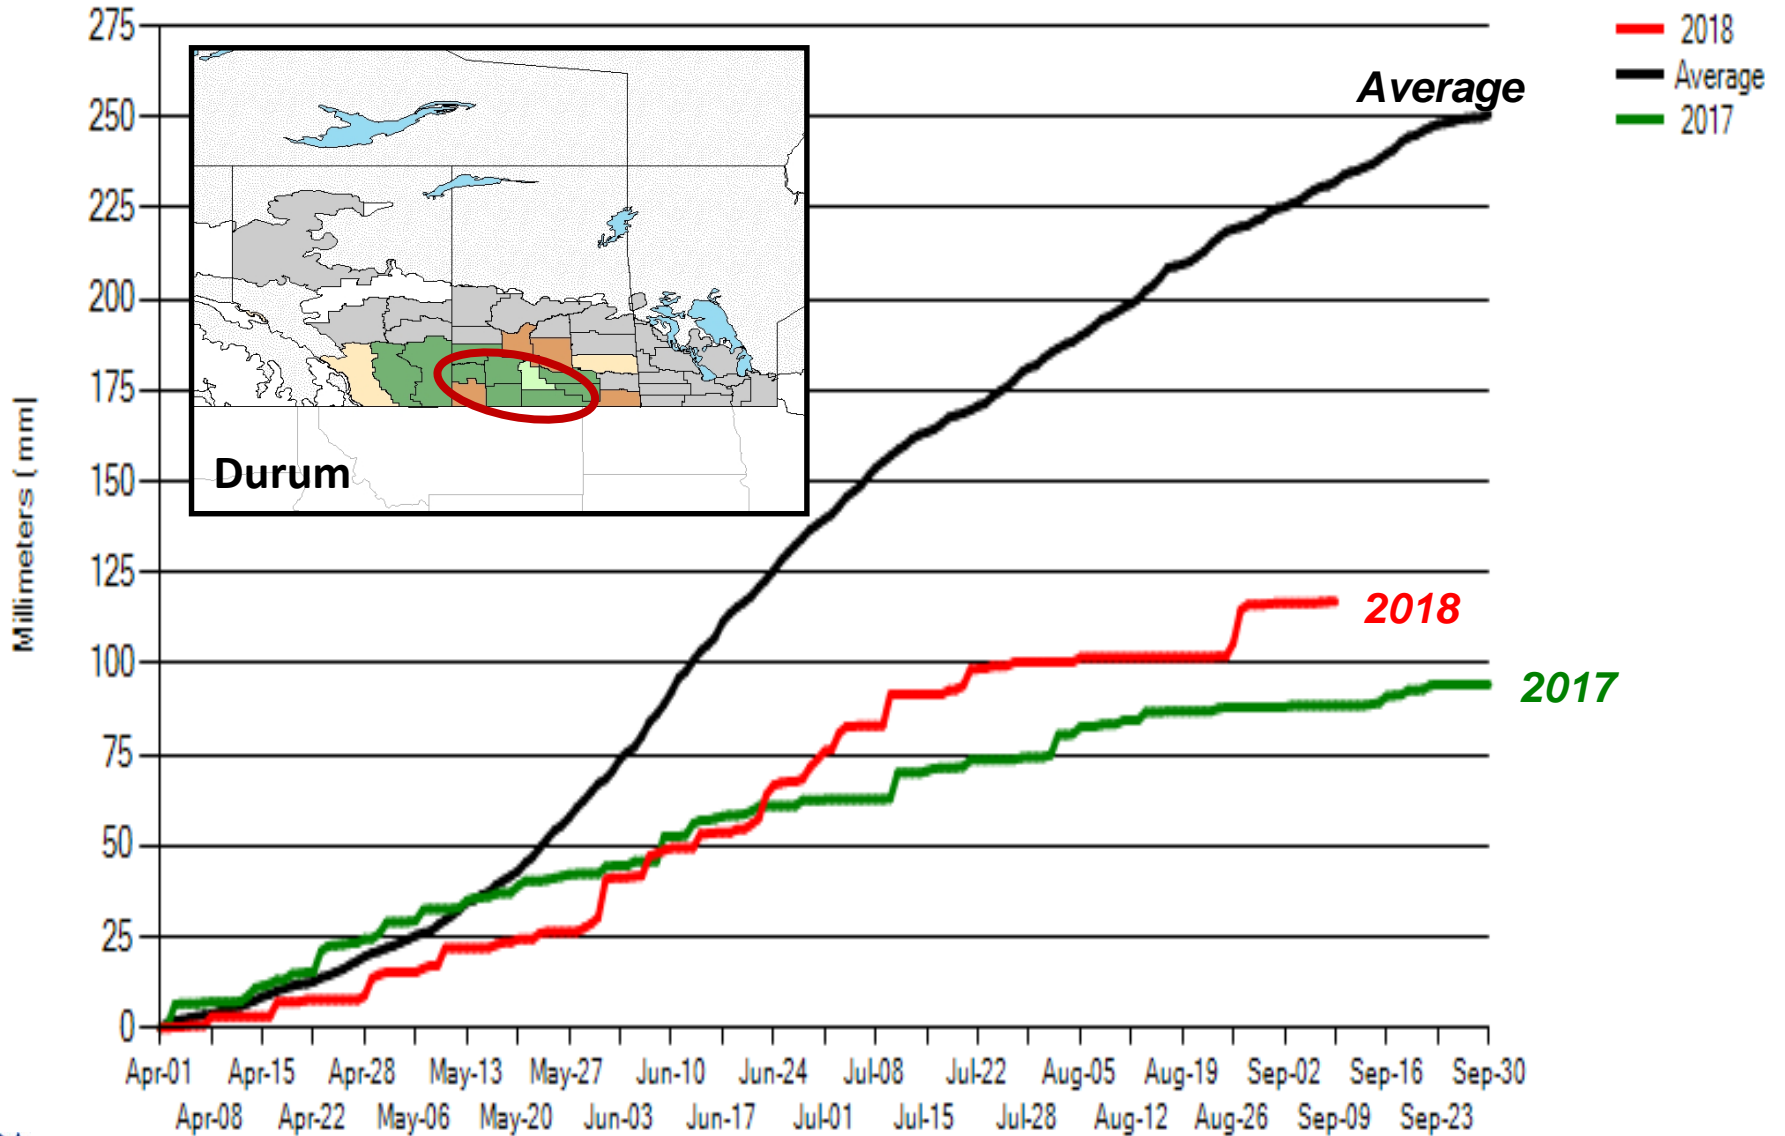 275
250
225
200
175
150
125
100
75
50
25
0
Millimeters (mm)
Durum
Average
2018
2017
2018
Average
2017
Apr-01 Apr-15 Apr-28 May-13 May-27 Jun-10 Jun-24 Jul-08 Jul-22 Aug-05 Aug-19 Sep-02 Sep-16 Sep-30
Apr-08 Apr-22 May-06 May-20 Jun-03 Jun-17 Jul-01 Jul-15 Jul-28 Aug-12 Aug-26 Sep-09 Sep-23